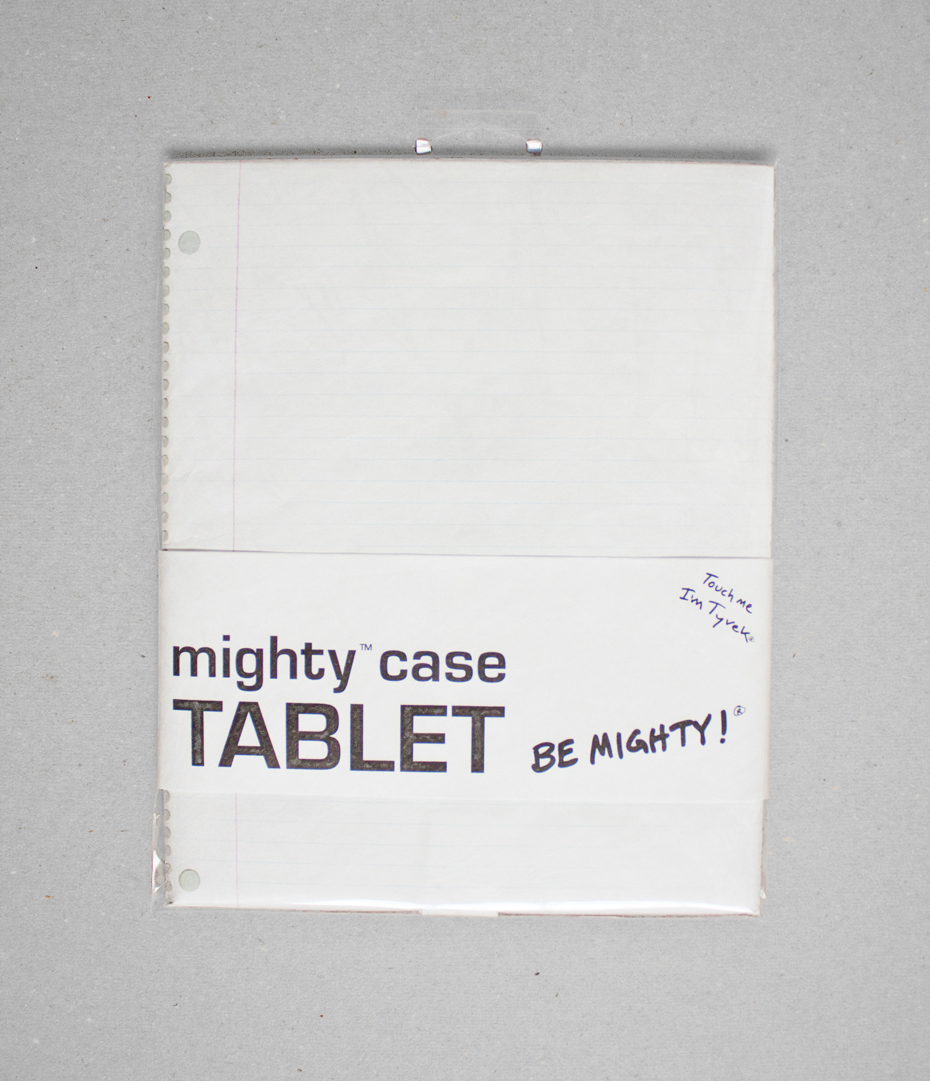 Touch me
Im Tyvek®
mighty™ case
TABLET
BE MIGHTY!®